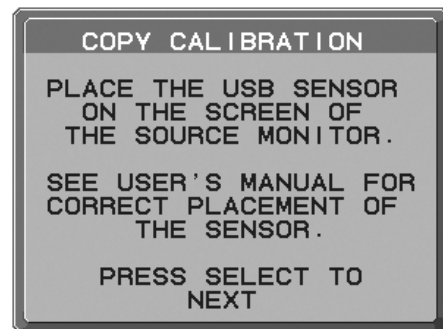 COPY CALIBRATION
PLACE THE USB SENSOR
ON THE SCREEN OF
THE SOURCE MONITOR.
SEE USER'S MANUAL FOR
CORRECT PLACEMENT OF
THE SENSOR.
PRESS SELECT TO
NEXT